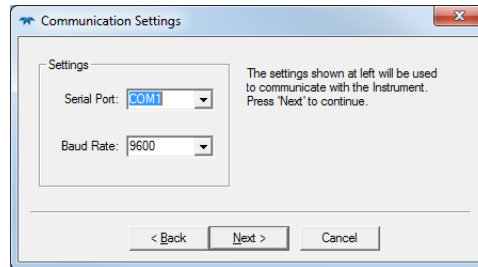 Communication Settings
Settings
Serial Port: COM1
Baud Rate: 9600
The settings shown at left will be used
to communicate with the Instrument.
Press 'Next' to continue.
< Back
Next >
Cancel